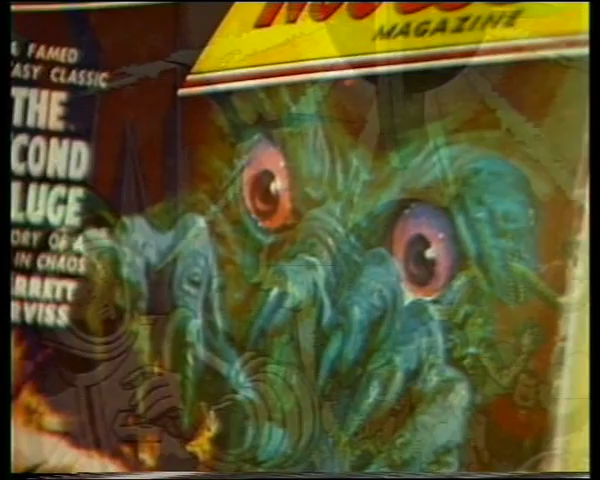 MAGAZINE
FAMED
ASY CLASSIC
THE
COND
LUGE
ORY OF A
IN CHAOS
RRETT
RVISS